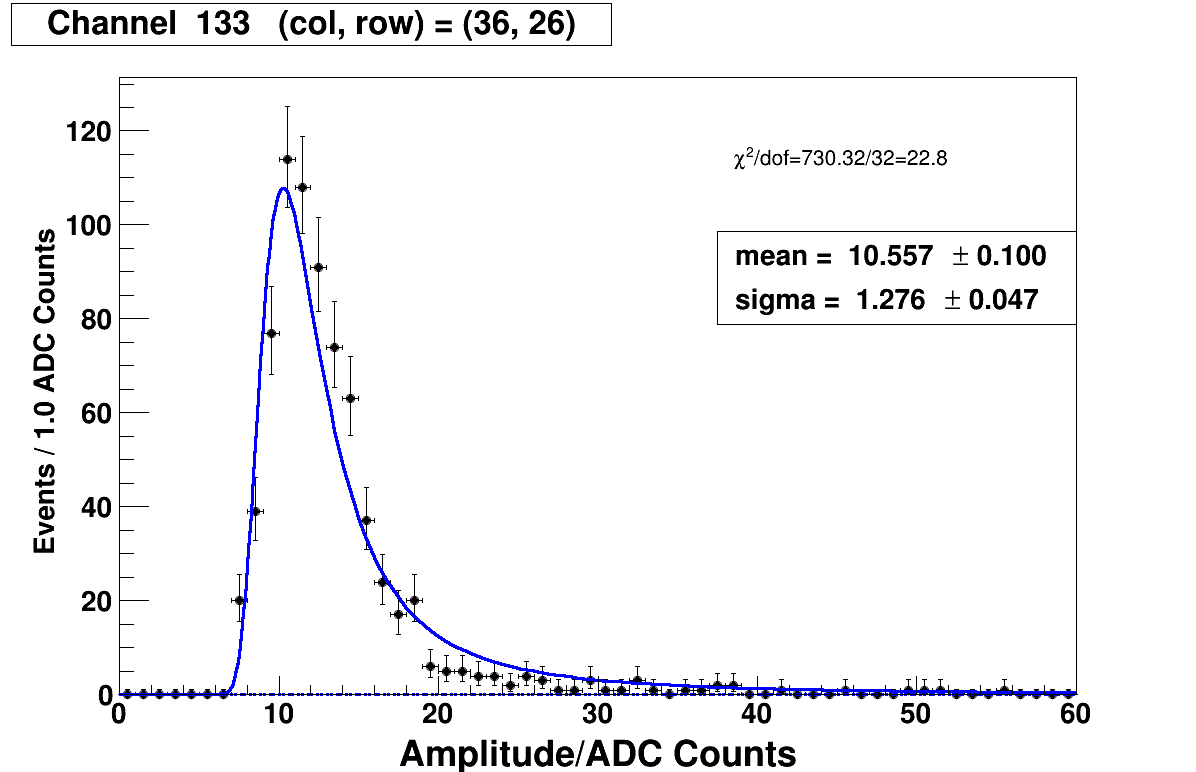 Channel 133 (col, row) = (36, 26)
χ²/dof=730.32/32=22.8
mean = 10.557 ± 0.100
sigma = 1.276 ± 0.047
Events / 1.0 ADC Counts
120
100
80
60
40
20
0
0 10 20 30 40 50 60
Amplitude/ADC Counts